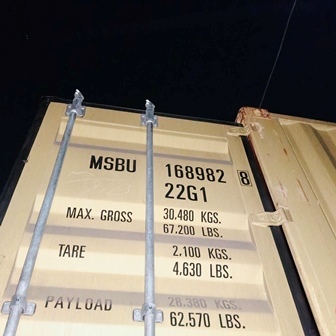 MSBU 168982 8
22G1
MAX. GROSS 30.480 KGS.
67.200 LBS.
TARE 2.100 KGS.
4.630 LBS.
PAYLOAD 28.380 KGS.
62.570 LBS.